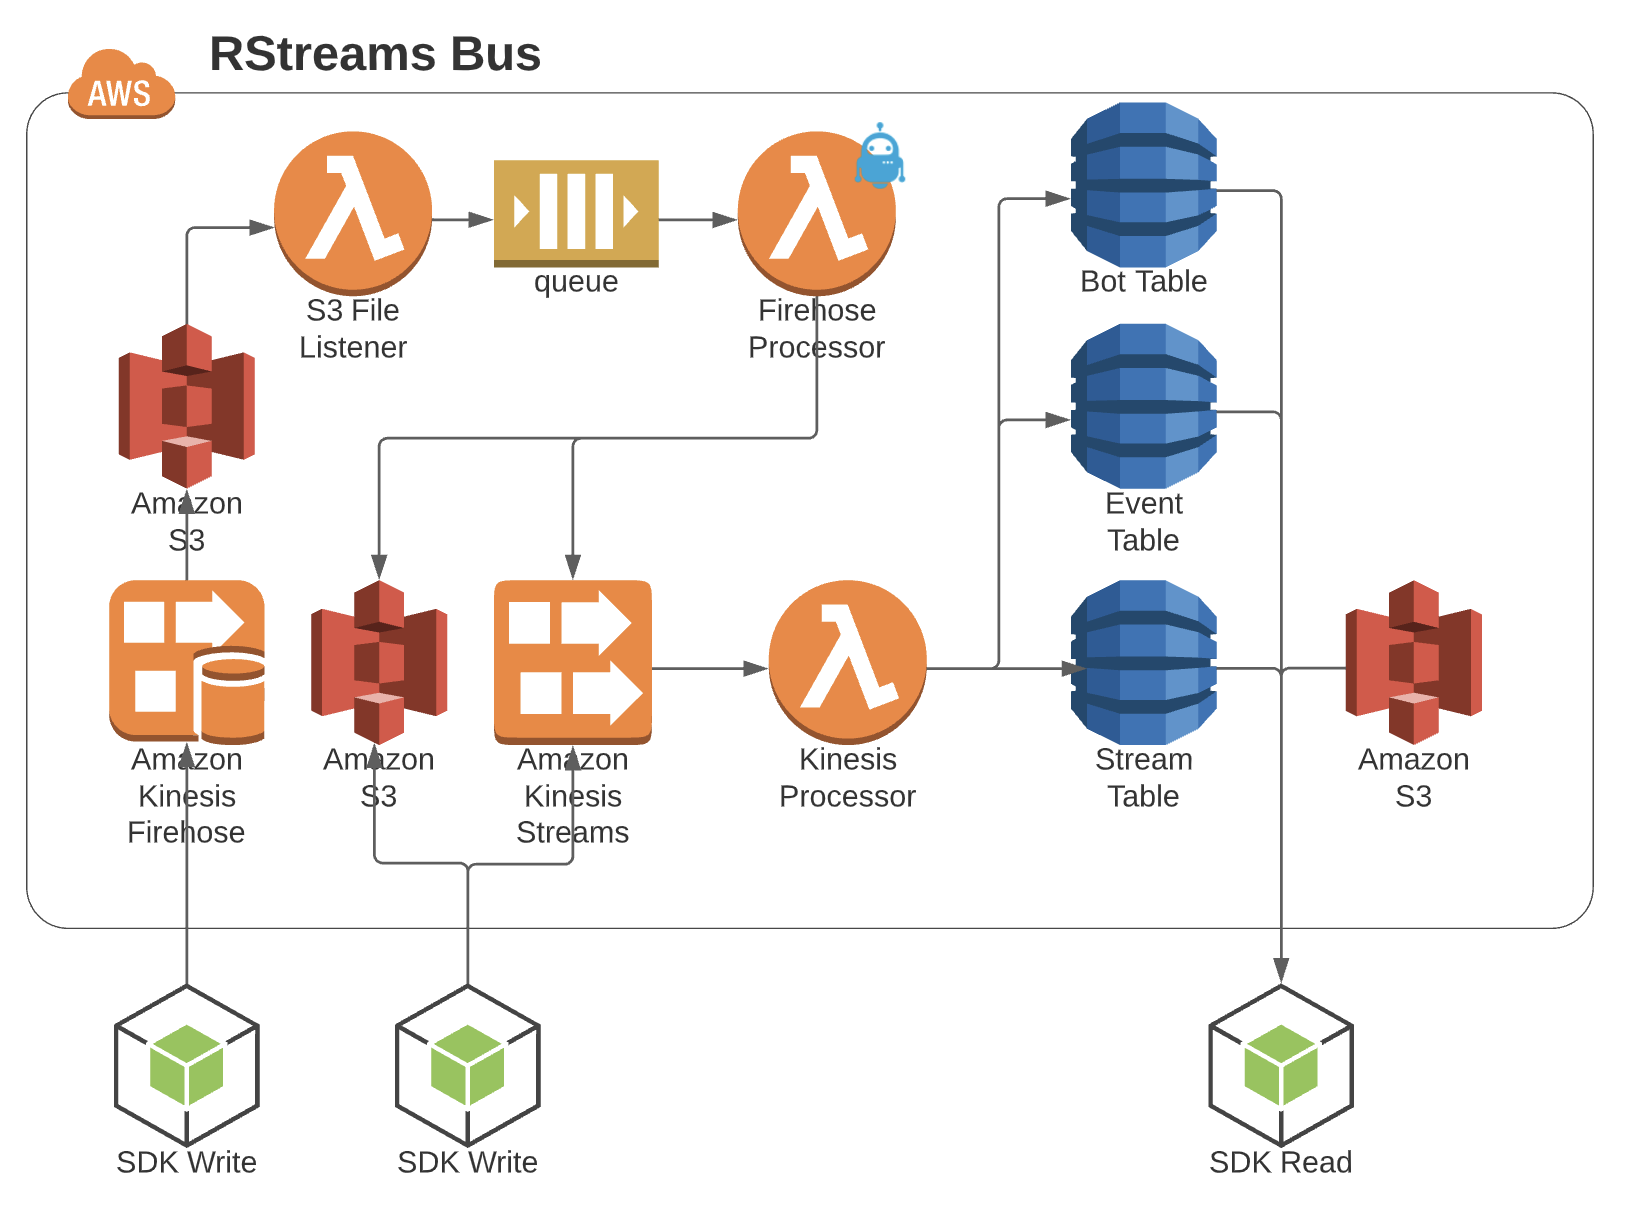 RStreams Bus
AWS
S3 File
Listener
queue
Firehose
Processor
Bot Table
Amazon
S3
Event
Table
Amazon
Kinesis
Firehose
Amazon
S3
Amazon
Kinesis
Streams
Kinesis
Processor
Stream
Table
Amazon
S3
SDK Write
SDK Write
SDK Read